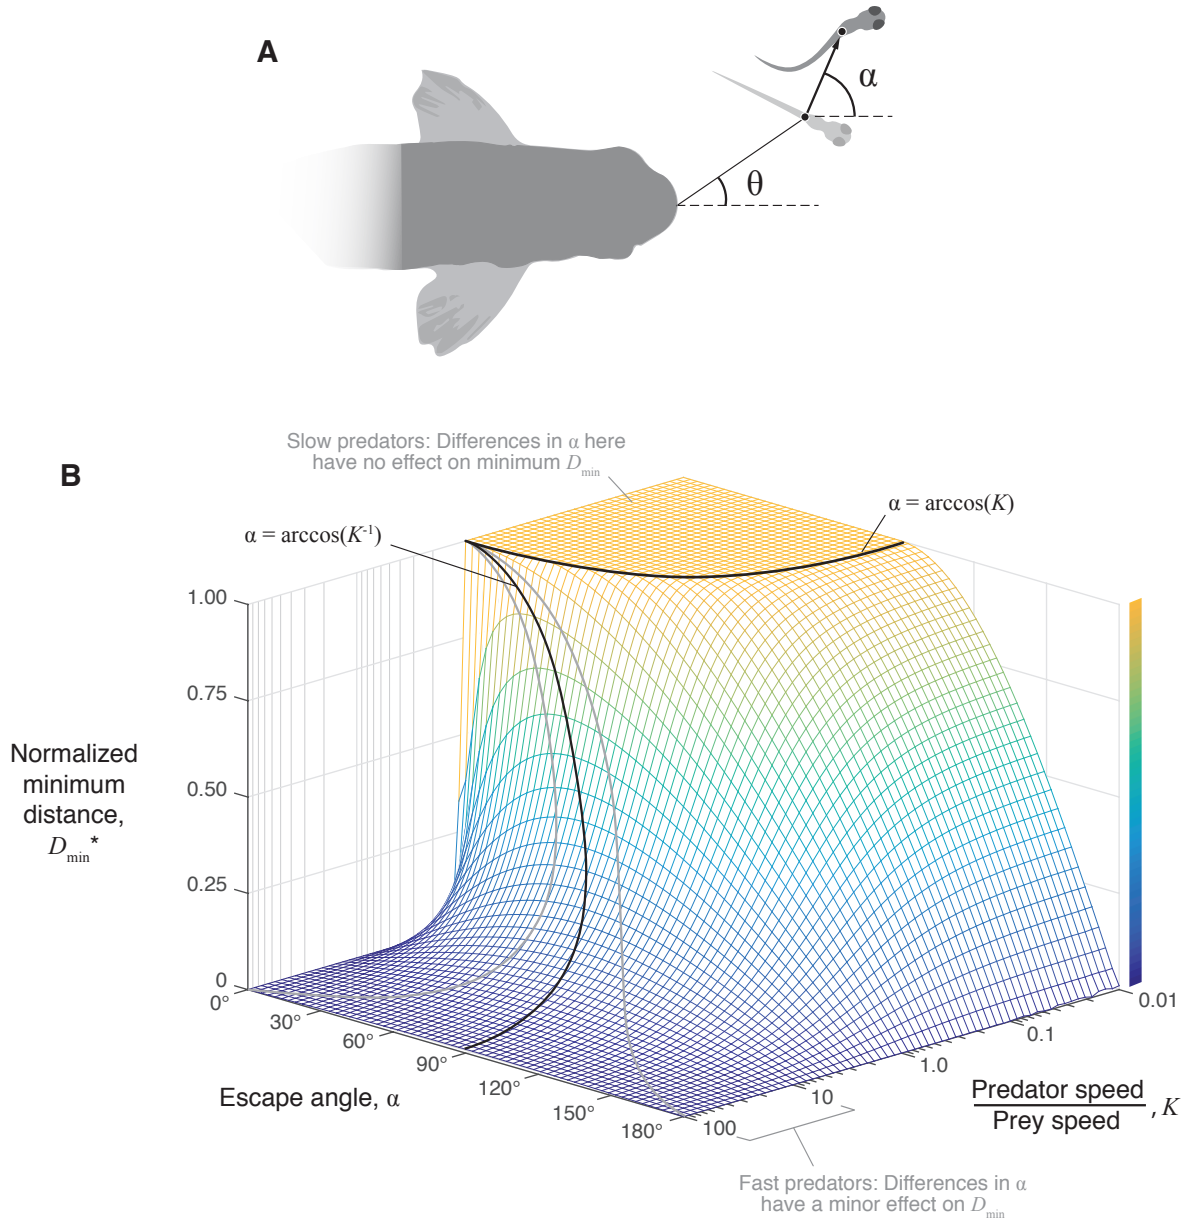 A
α
θ
Slow predators: Differences in α here
have no effect on minimum D_min
B
α = arccos(K)
α = arccos(K⁻¹)
1.00
0.75
Normalized
minimum
distance,
D_min*
0.50
0.25
0
0°
30°
60°
90°
120°
150°
180°
Escape angle, α
0.01
0.1
1.0
10
100
Predator speed
Prey speed
, K
Fast predators: Differences in α
have a minor effect on D_min